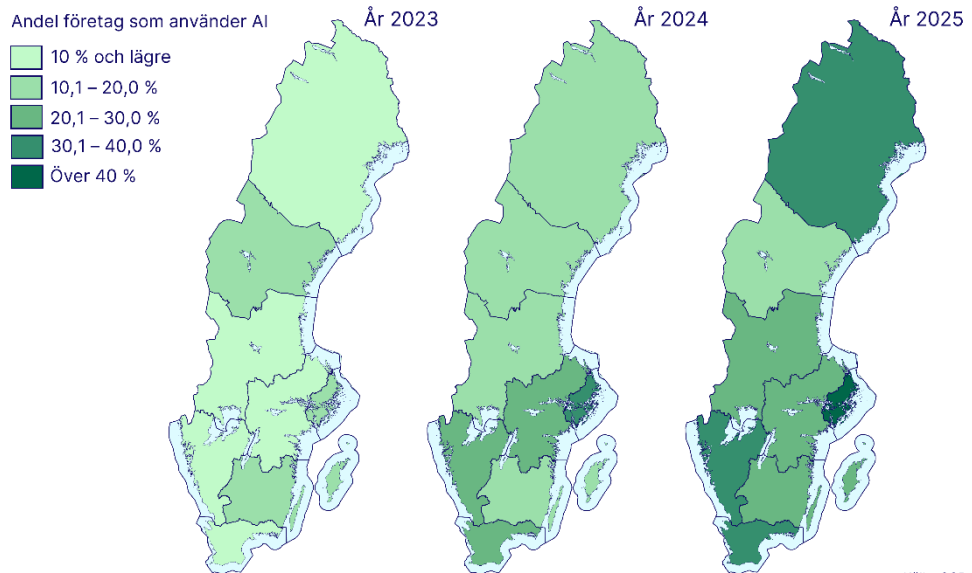 Andel företag som använder AI
10 % och lägre
10,1 – 20,0 %
20,1 – 30,0 %
30,1 – 40,0 %
Över 40 %
År 2023
År 2024
År 2025